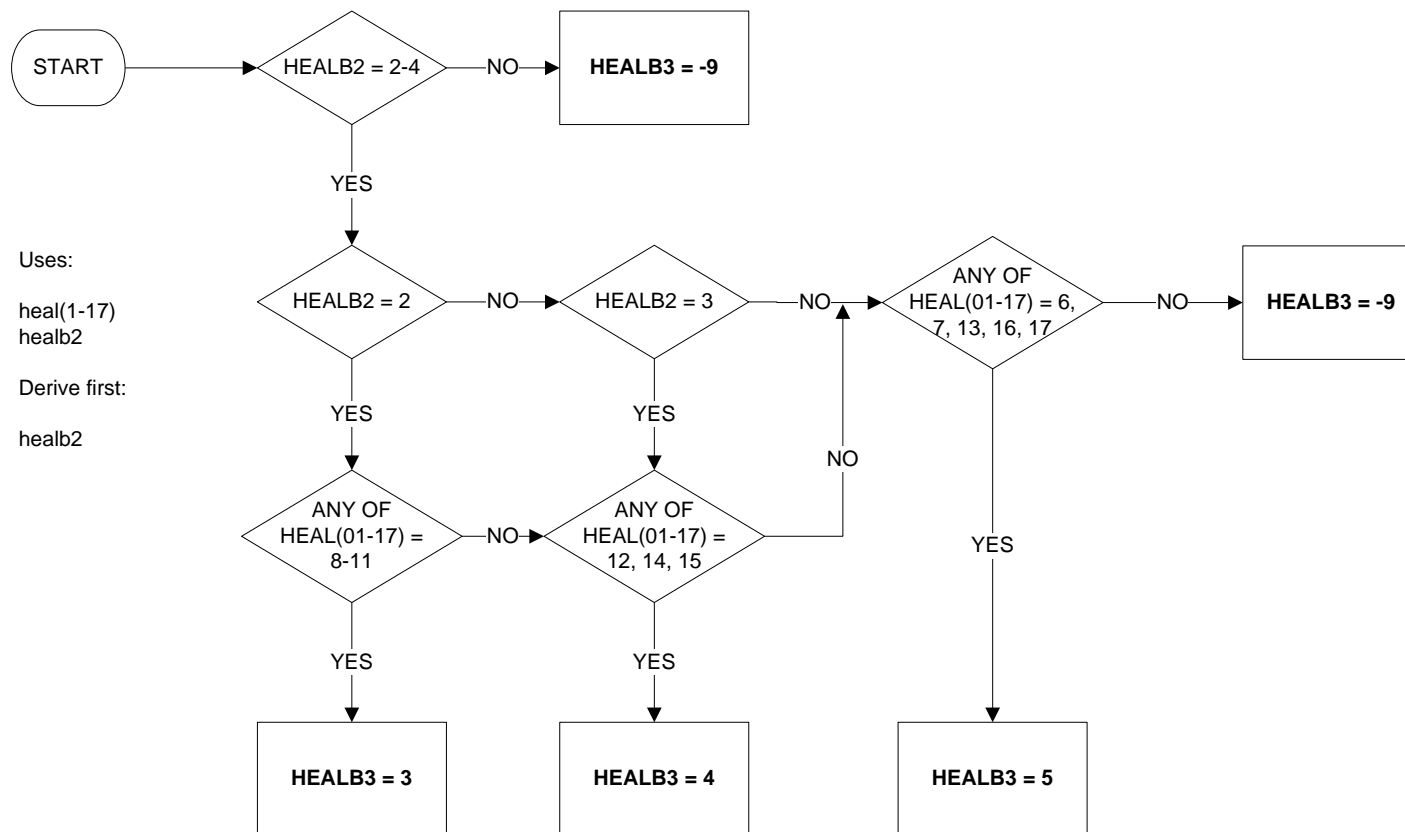 START
HEALB2 = 2-4
NO
HEALB3 = -9
YES
Uses:
heal(1-17)
healb2
Derive first:
healb2
HEALB2 = 2
NO
HEALB2 = 3
NO
ANY OF
HEAL(01-17) = 6,
7, 13, 16, 17
NO
HEALB3 = -9
YES
YES
NO
ANY OF
HEAL(01-17) =
8-11
NO
ANY OF
HEAL(01-17) =
12, 14, 15
YES
YES
YES
HEALB3 = 3
HEALB3 = 4
HEALB3 = 5